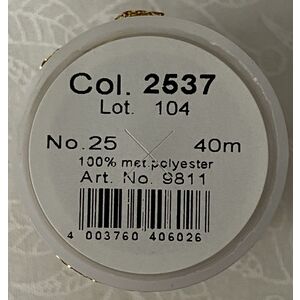 Col. 2537
Lot. 104
No.25 40m
100% met.polyester
Art. No. 9811
4 003760 406026